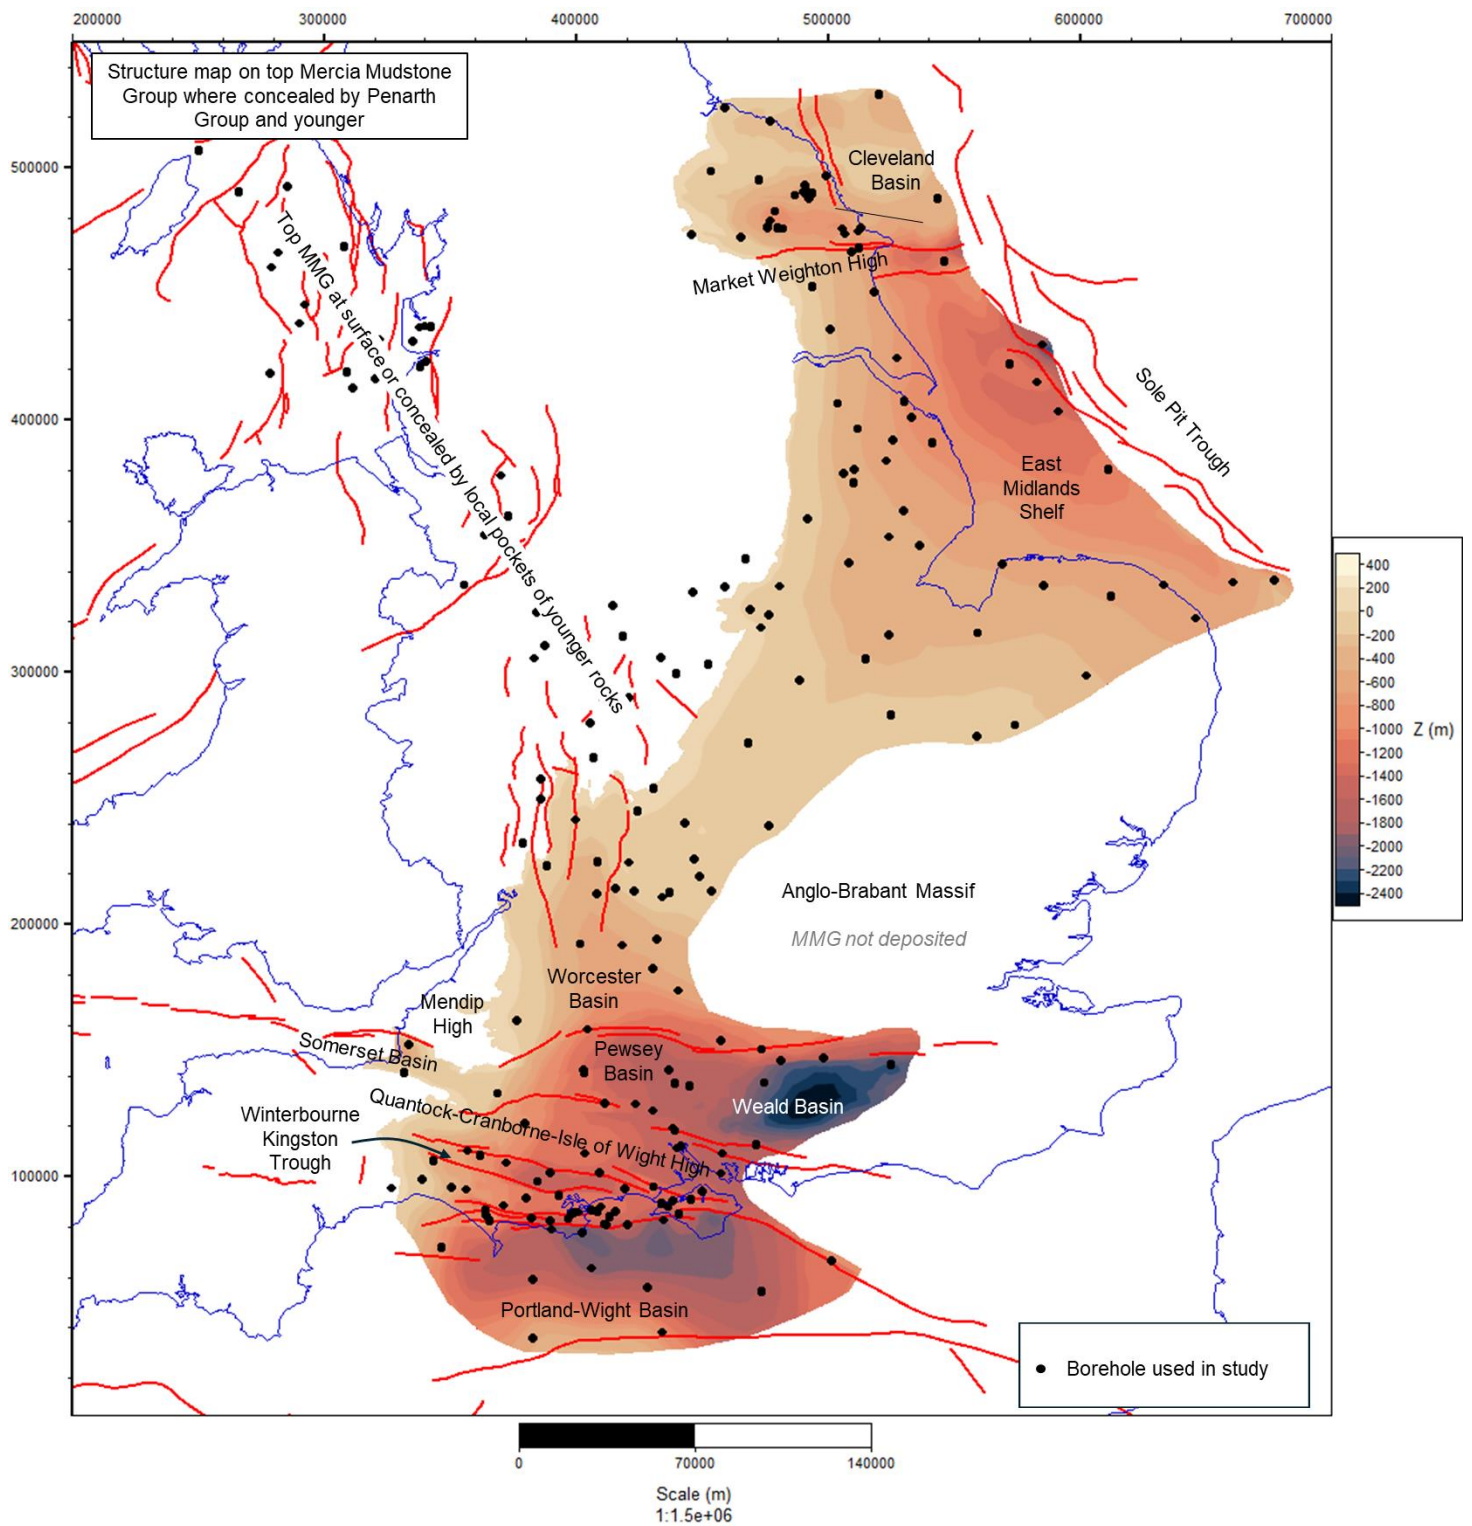 200000
300000
400000
500000
600000
700000
Structure map on top Mercia Mudstone
Group where concealed by Penarth
Group and younger
500000
400000
300000
200000
100000
Cleveland
Basin
Market Weighton High
Top MMG at surface or concealed by local pockets of younger rocks
Sole Pit Trough
East
Midlands
Shelf
400
200
0
-200
-400
-600
-800
-1000
-1200
-1400
-1600
-1800
-2000
-2200
-2400
Z (m)
Anglo-Brabant Massif
MMG not deposited
Worcester
Basin
Mendip
High
Somerset Basin
Pewsey
Basin
Weald Basin
Quantock-Cranborne-Isle of Wight High
Winterbourne
Kingston
Trough
Portland-Wight Basin
Borehole used in study
0
70000
140000
Scale (m)
1:1.5e+06